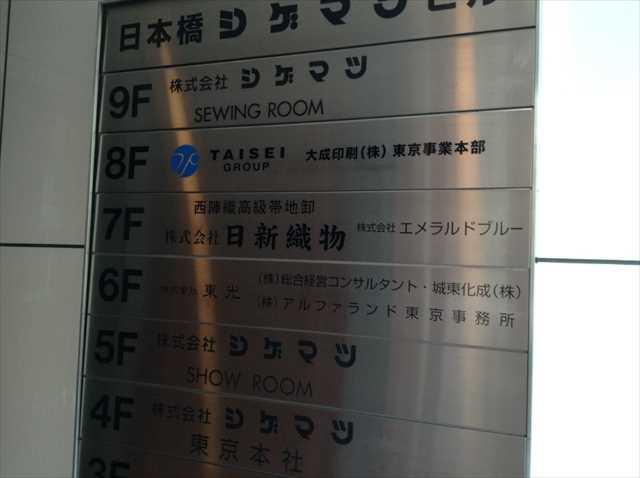 日本橋 シゲマツビル
9F 株式会社 シゲマツ
SEWING ROOM
8F TAISEI GROUP 大成印刷(株) 東京事業本部
西陣織高級帯地卸
7F 株式会社 日新織物 株式会社 エメラルドブルー
6F 株式会社 東光 (株)総合経営コンサルタント・城東化成(株)
(株)アルファランド東京事務所
5F 株式会社 シゲマツ
SHOW ROOM
4F 株式会社 シゲマツ
東京本社
3F